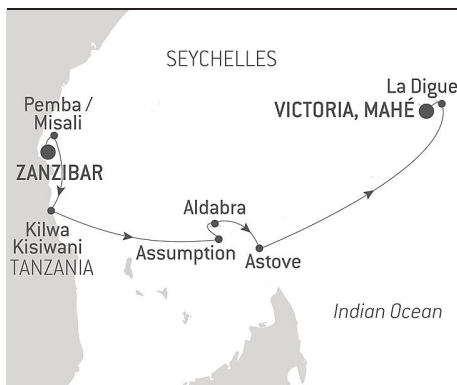 SEYCHELLES
La Digue
VICTORIA, MAHÉ
Pemba /
Misali
ZANZIBAR
Aldabra
Kilwa
Kisiwani
TANZANIA
Assumption
Astove
Indian Ocean